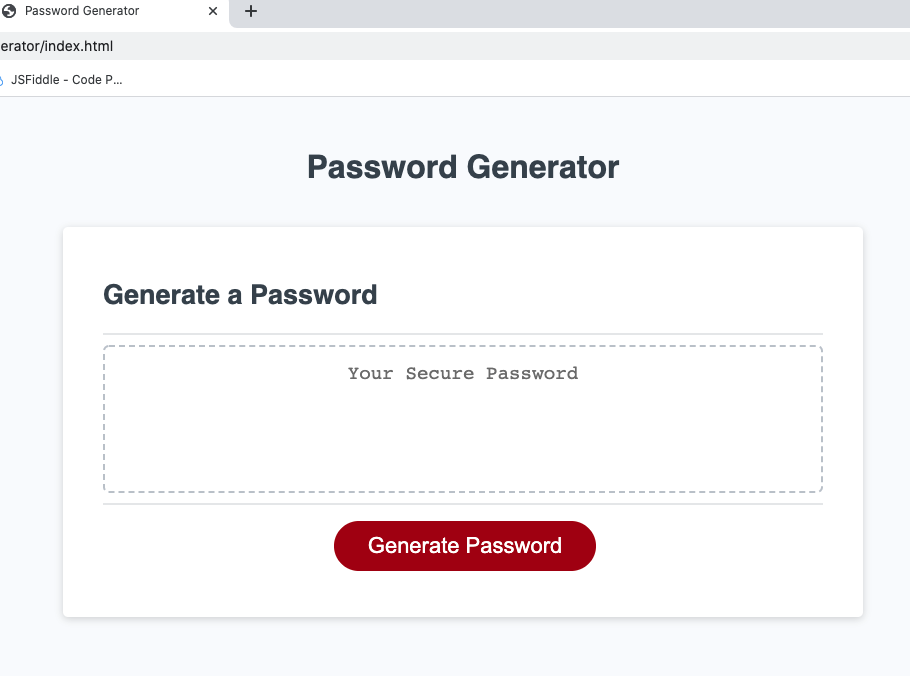 Password Generator
erator/index.html
JSFiddle - Code P...
Password Generator
Generate a Password
Your Secure Password
Generate Password